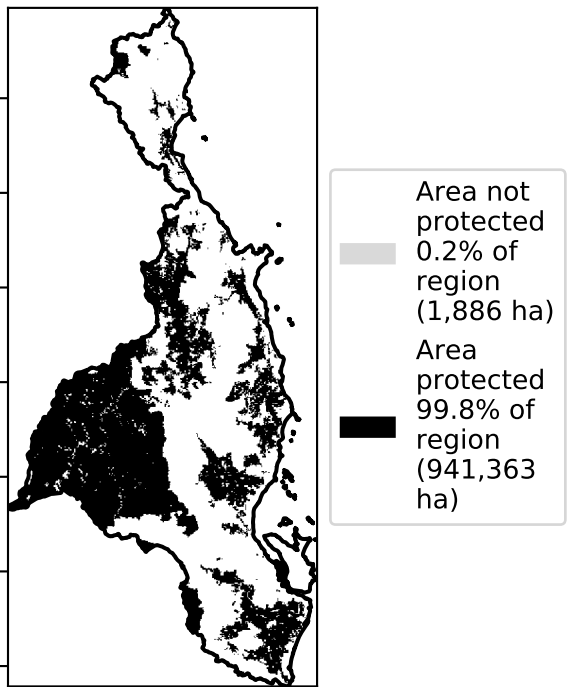 Area not
protected
0.2% of
region
(1,886 ha)
Area
protected
99.8% of
region
(941,363
ha)